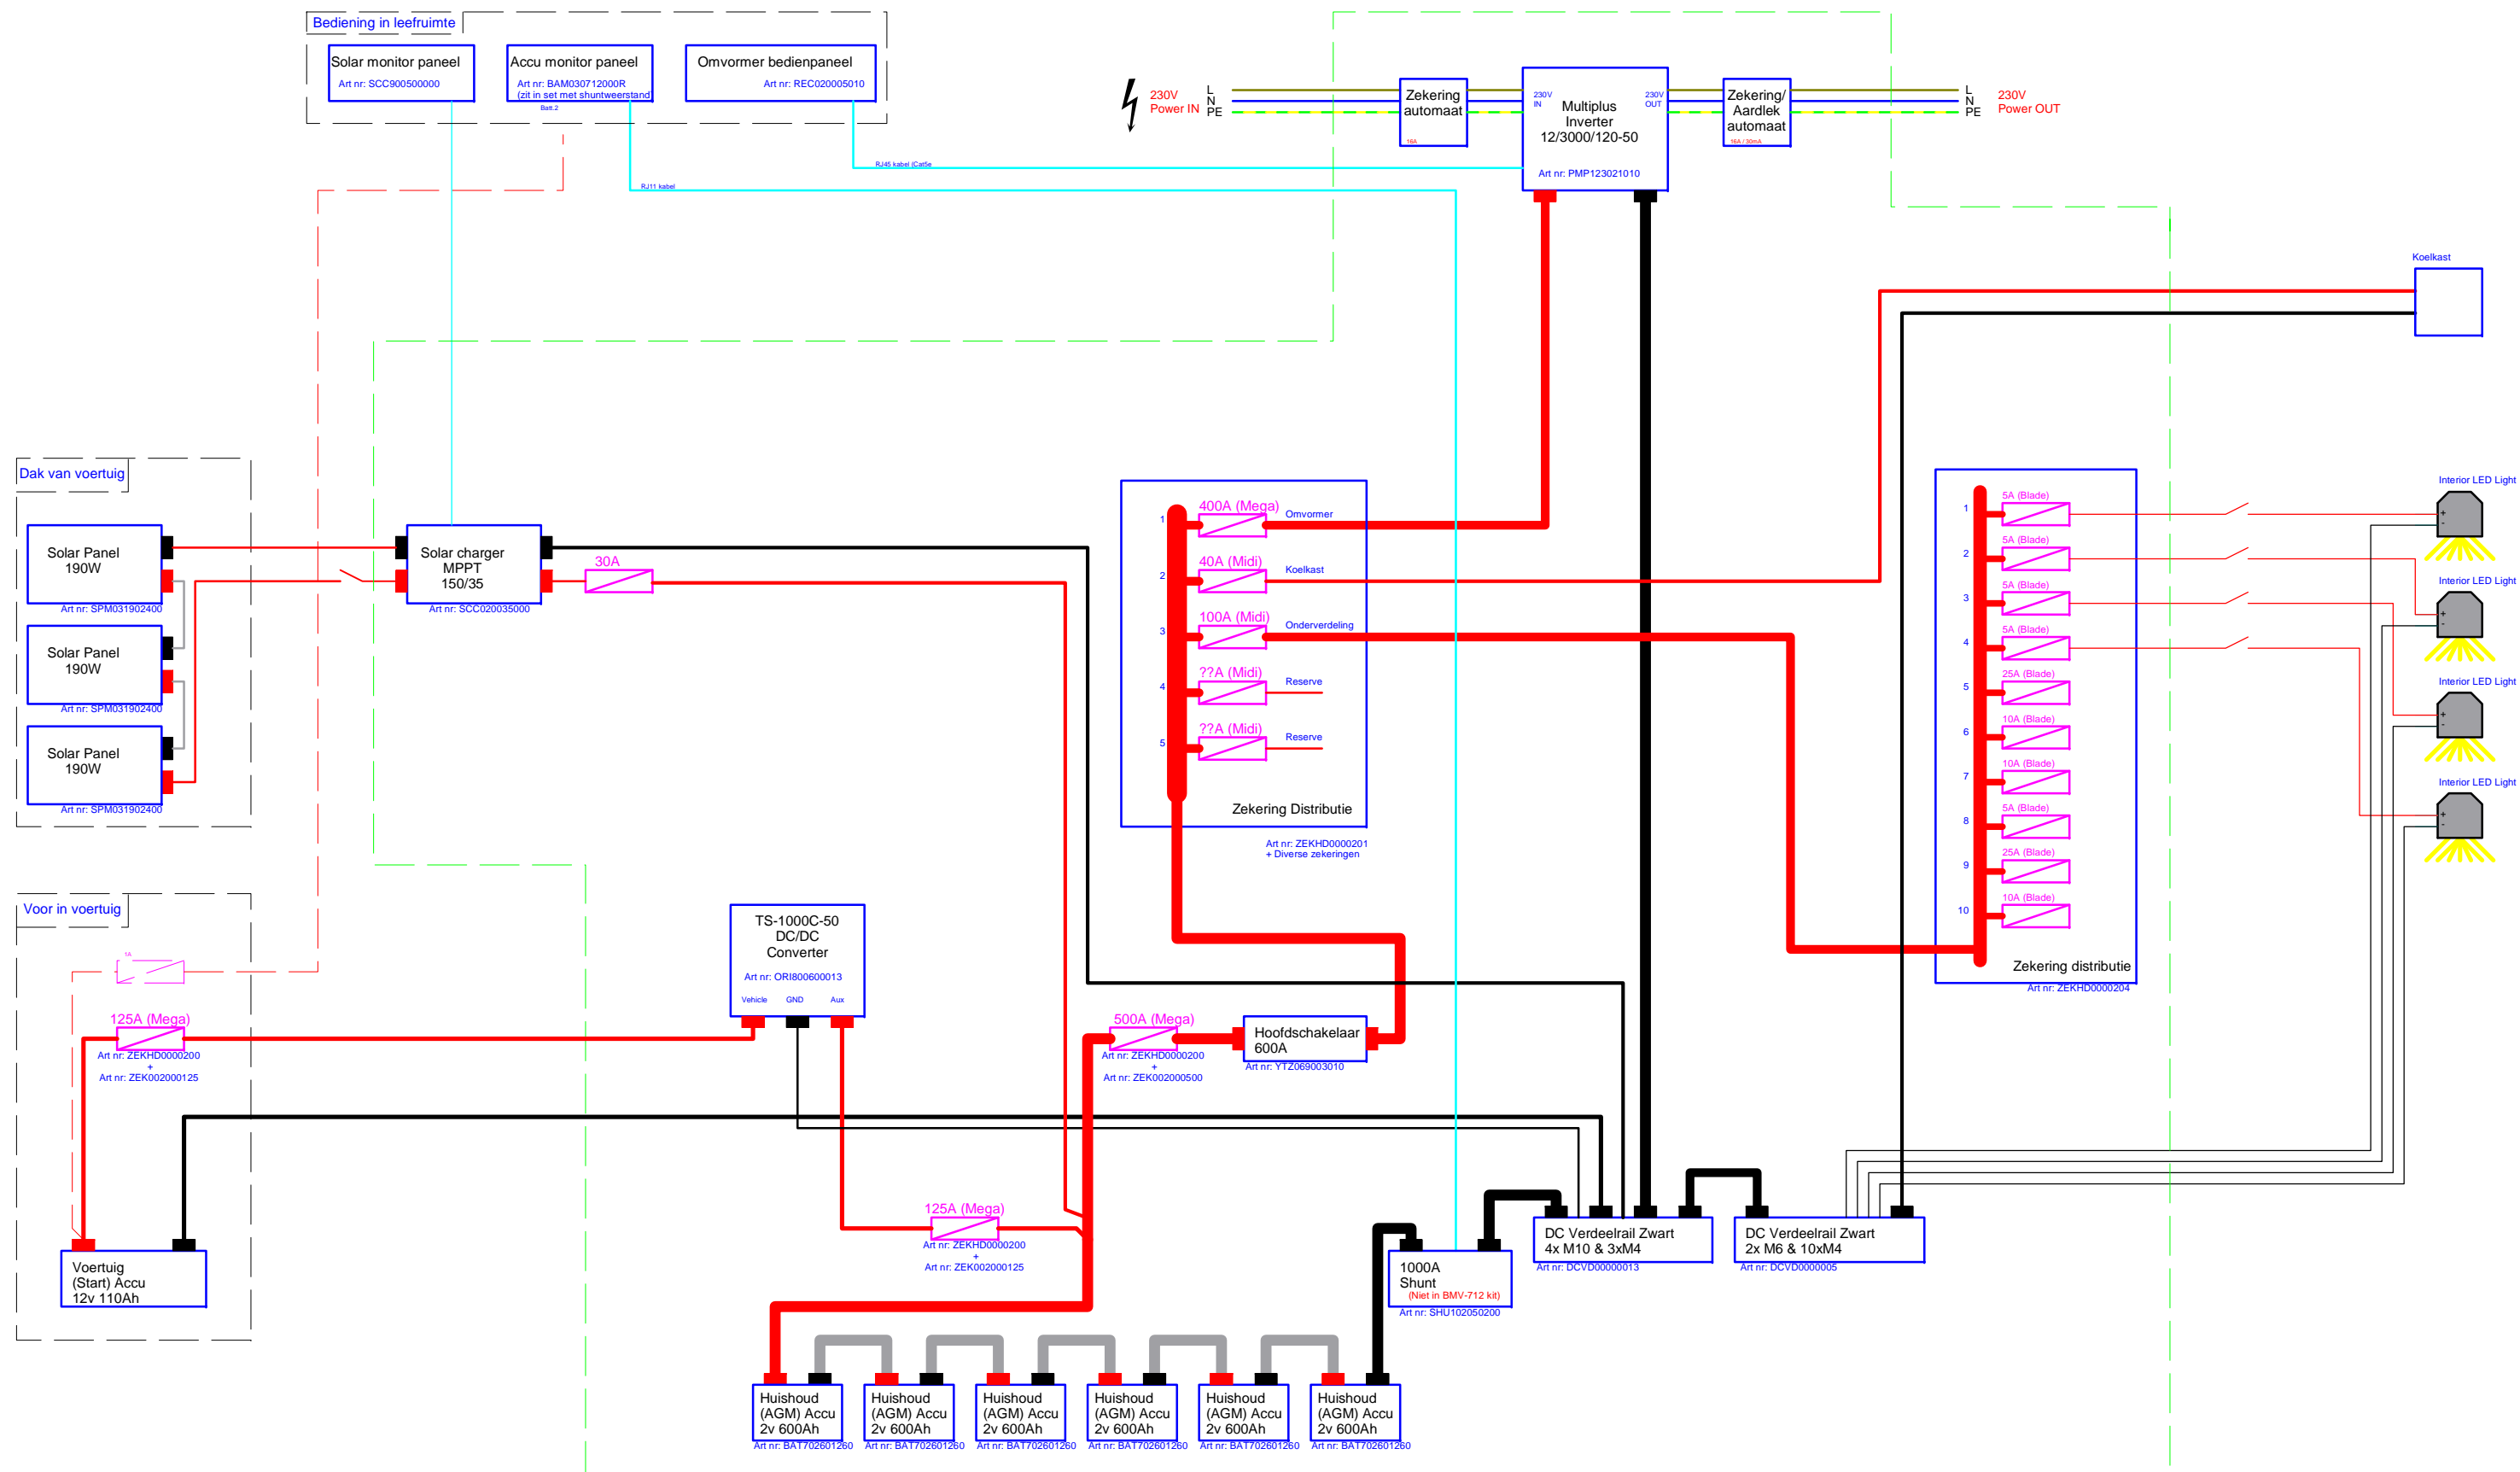 Bediening in leefruimte
Solar monitor paneel
Art nr: SCC900500000
Accu monitor paneel
Art nr: BAM030712000R
(zit in set met shuntweerstand)
Batt.2
Omvormer bedienpaneel
Art nr: REC020005010
230V
Power IN
L
N
PE
Zekering
automaat
16A
230V
IN
230V
OUT
Multiplus
Inverter
12/3000/120-50
Art nr: PMP123021010
Zekering/
Aardlek
automaat
16A / 30mA
L
N
PE
230V
Power OUT
RJ45 kabel (Cat5e
RJ11 kabel
Koelkast
Dak van voertuig
Solar Panel
190W
Art nr: SPM031902400
Solar Panel
190W
Art nr: SPM031902400
Solar Panel
190W
Art nr: SPM031902400
Solar charger
MPPT
150/35
Art nr: SCC020035000
30A
1
400A (Mega)
Omvormer
2
40A (Midi)
Koelkast
3
100A (Midi)
Onderverdeling
4
??A (Midi)
Reserve
5
??A (Midi)
Reserve
Zekering Distributie
Art nr: ZEKHD0000201
+ Diverse zekeringen
1
5A (Blade)
2
5A (Blade)
3
5A (Blade)
4
5A (Blade)
5
25A (Blade)
6
10A (Blade)
7
10A (Blade)
8
5A (Blade)
9
25A (Blade)
10
10A (Blade)
Zekering distributie
Art nr: ZEKHD0000204
Interior LED Light
+
-
Interior LED Light
+
-
Interior LED Light
+
-
Interior LED Light
+
-
Voor in voertuig
1A
125A (Mega)
Art nr: ZEKHD0000200
+
Art nr: ZEK002000125
Voertuig
(Start) Accu
12v 110Ah
TS-1000C-50
DC/DC
Converter
Art nr: ORI800600013
Vehicle
GND
Aux
500A (Mega)
Art nr: ZEKHD0000200
+
Art nr: ZEK002000500
Hoofdschakelaar
600A
Art nr: YTZ069003010
125A (Mega)
Art nr: ZEKHD0000200
+
Art nr: ZEK002000125
1000A
Shunt
(Niet in BMV-712 kit)
Art nr: SHU102050200
DC Verdeelrail Zwart
4x M10 & 3xM4
Art nr: DCVD00000013
DC Verdeelrail Zwart
2x M6 & 10xM4
Art nr: DCVD0000005
Huishoud
(AGM) Accu
2v 600Ah
Art nr: BAT702601260
Huishoud
(AGM) Accu
2v 600Ah
Art nr: BAT702601260
Huishoud
(AGM) Accu
2v 600Ah
Art nr: BAT702601260
Huishoud
(AGM) Accu
2v 600Ah
Art nr: BAT702601260
Huishoud
(AGM) Accu
2v 600Ah
Art nr: BAT702601260
Huishoud
(AGM) Accu
2v 600Ah
Art nr: BAT702601260